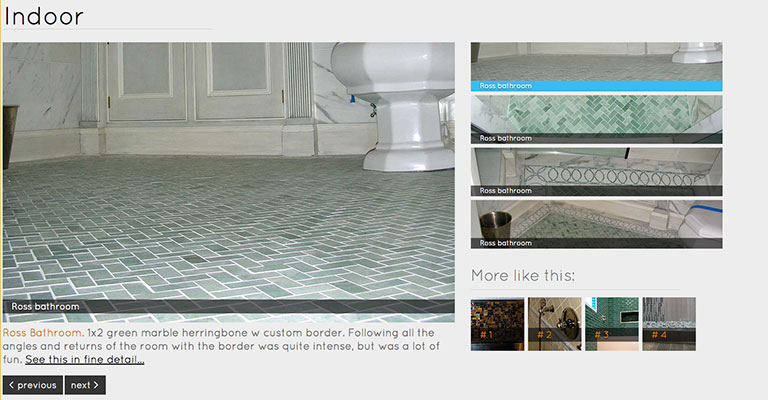 Indoor
Ross bathroom
Ross Bathroom. 1x2 green marble herringbone w custom border. Following all the
angles and returns of the room with the border was quite intense, but was a lot of
fun. See this in fine detail...
‹ previous
next ›
Ross bathroom
Ross bathroom
Ross bathroom
Ross bathroom
More like this:
# 1
# 2
# 3
# 4